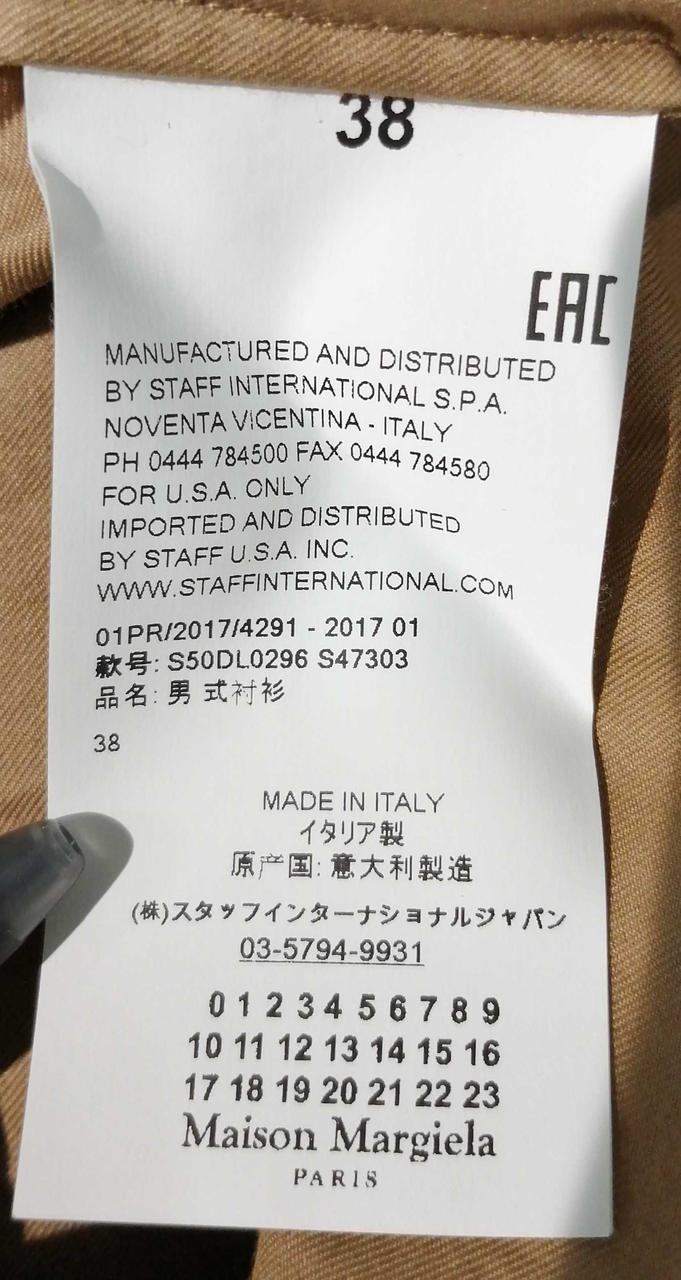 38
EAC
MANUFACTURED AND DISTRIBUTED
BY STAFF INTERNATIONAL S.P.A.
NOVENTA VICENTINA - ITALY
PH 0444 784500 FAX 0444 784580
FOR U.S.A. ONLY
IMPORTED AND DISTRIBUTED
BY STAFF U.S.A. INC.
WWW.STAFFINTERNATIONAL.COM
01PR/2017/4291 - 2017 01
款号: S50DL0296 S47303
品名: 男 式衬衫
38
MADE IN ITALY
イタリア製
原产国: 意大利製造
(株)スタッフインターナショナルジャパン
03-5794-9931
0 1 2 3 4 5 6 7 8 9
10 11 12 13 14 15 16
17 18 19 20 21 22 23
Maison Margiela
PARIS